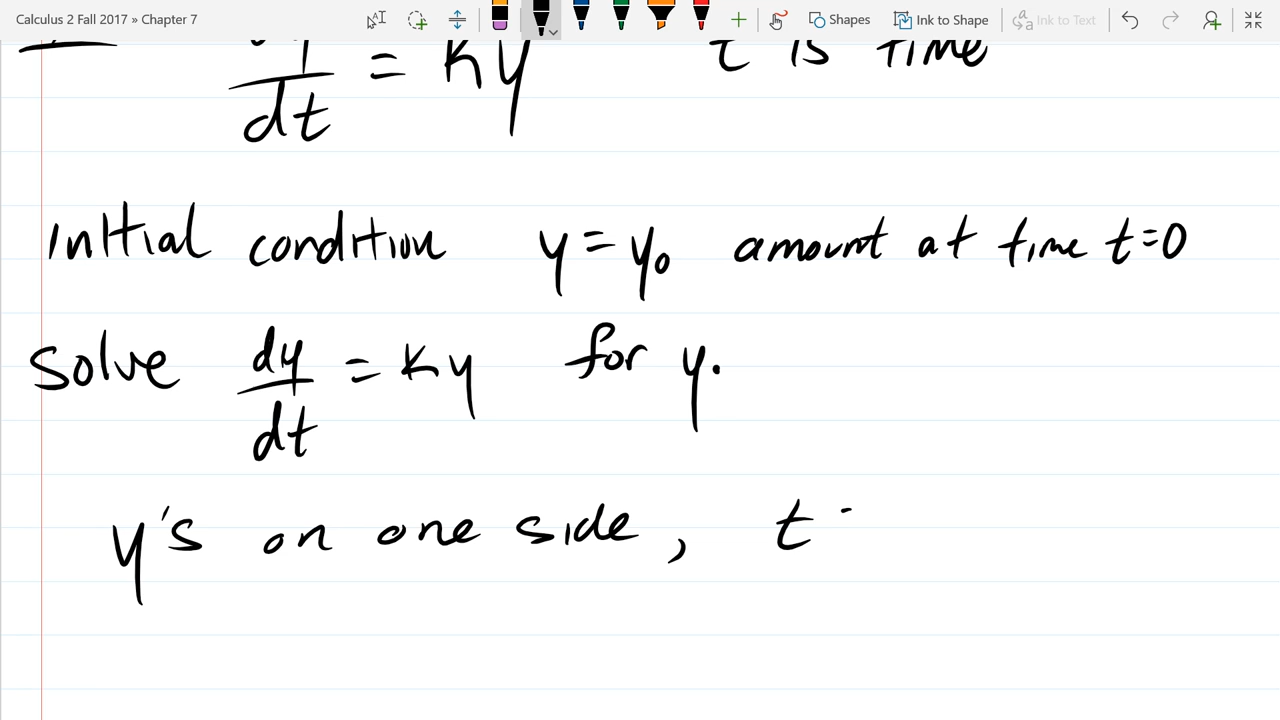 Calculus 2 Fall 2017 » Chapter 7
Shapes Ink to Shape Ink to Text
dy/dt = ky t is time
initial condition y = y₀ amount at time t=0
Solve dy/dt = ky for y.
y's on one side, t'